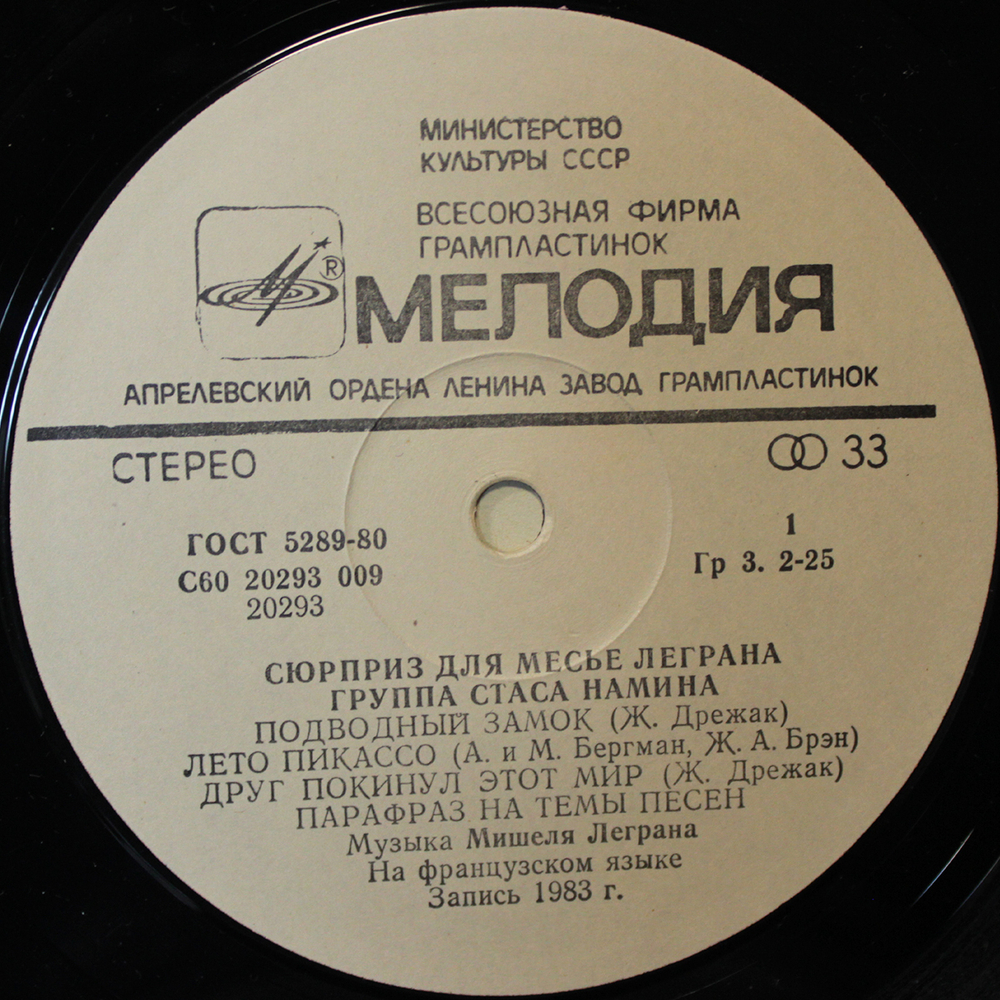 МИНИСТЕРСТВО
КУЛЬТУРЫ СССР
ВСЕСОЮЗНАЯ ФИРМА
ГРАМПЛАСТИНОК
®
МЕЛОДИЯ
АПРЕЛЕВСКИЙ ОРДЕНА ЛЕНИНА ЗАВОД ГРАМПЛАСТИНОК
СТЕРЕО
33
ГОСТ 5289-80
1
С60 20293 009
Гр 3. 2-25
20293
СЮРПРИЗ ДЛЯ МЕСЬЕ ЛЕГРАНА
ГРУППА СТАСА НАМИНА
ПОДВОДНЫЙ ЗАМОК (Ж. Дрежак)
ЛЕТО ПИКАССО (А. и М. Бергман, Ж. А. Брэн)
ДРУГ ПОКИНУЛ ЭТОТ МИР (Ж. Дрежак)
ПАРАФРАЗ НА ТЕМЫ ПЕСЕН
Музыка Мишеля Леграна
На французском языке
Запись 1983 г.